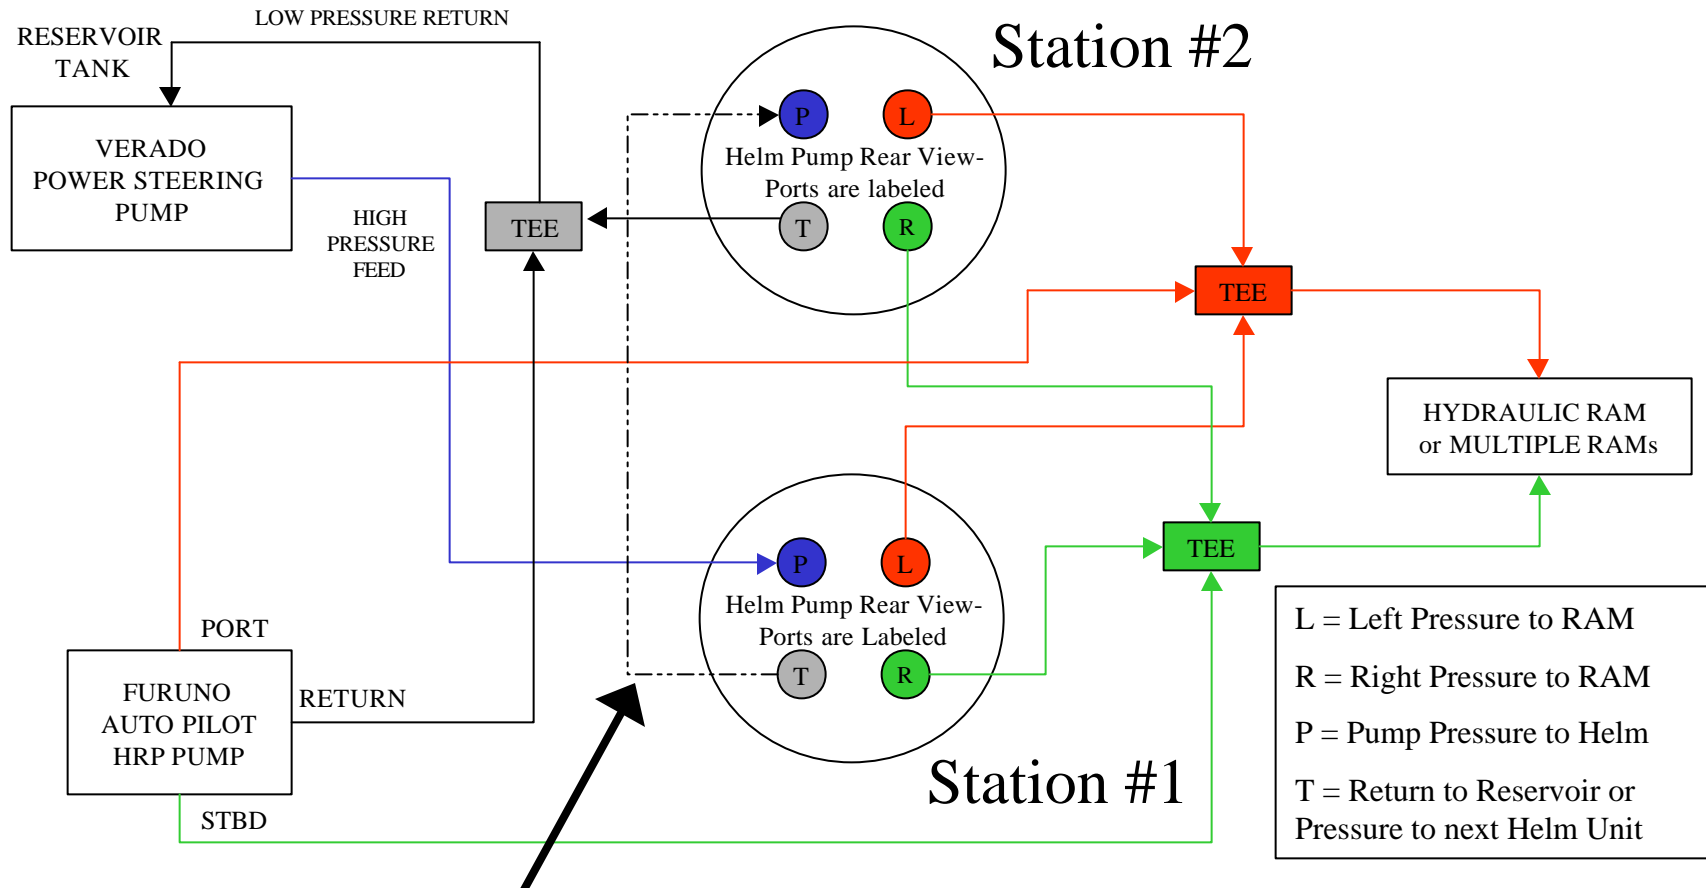 LOW PRESSURE RETURN
RESERVOIR
TANK
Station #2
VERADO
POWER STEERING
PUMP
P
L
Helm Pump Rear View-
Ports are labeled
T
R
TEE
HIGH
PRESSURE
FEED
TEE
HYDRAULIC RAM
or MULTIPLE RAMs
TEE
P
L
Helm Pump Rear View-
Ports are Labeled
T
R
PORT
FURUNO
AUTO PILOT
HRP PUMP
RETURN
STBD
Station #1
L = Left Pressure to RAM
R = Right Pressure to RAM
P = Pump Pressure to Helm
T = Return to Reservoir or
Pressure to next Helm Unit